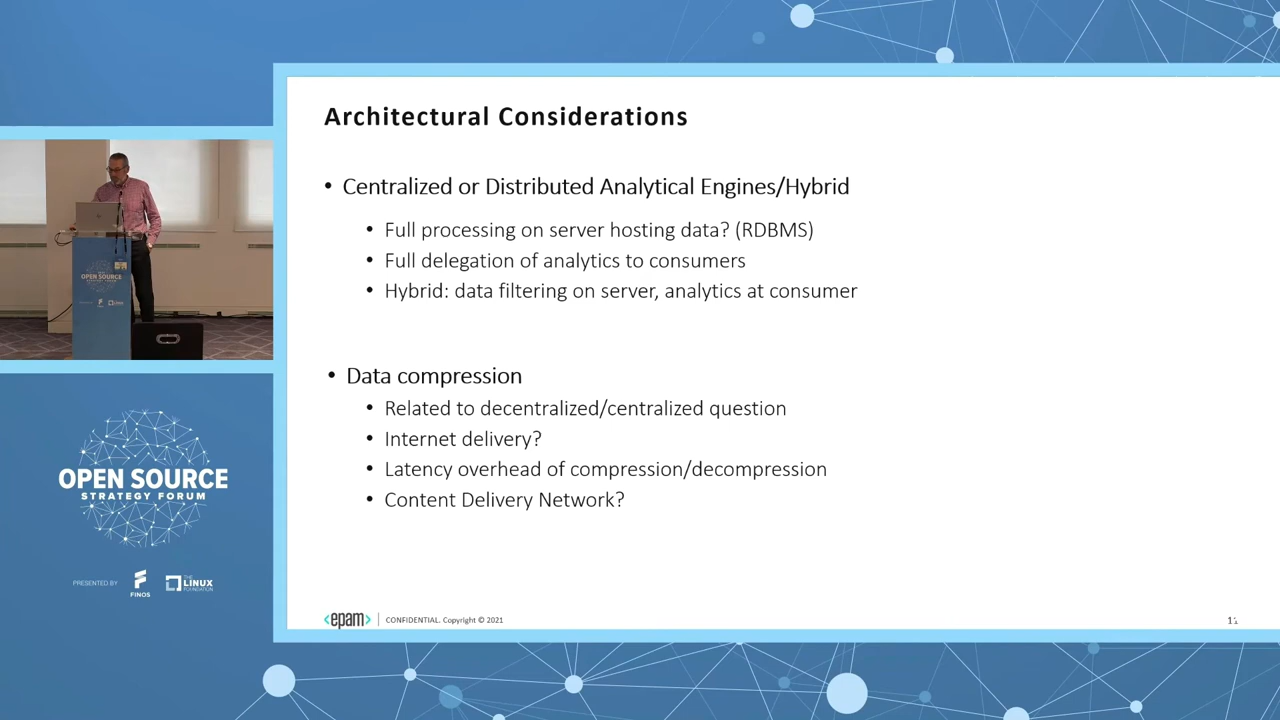 Architectural Considerations
• Centralized or Distributed Analytical Engines/Hybrid
• Full processing on server hosting data? (RDBMS)
• Full delegation of analytics to consumers
• Hybrid: data filtering on server, analytics at consumer
• Data compression
• Related to decentralized/centralized question
• Internet delivery?
• Latency overhead of compression/decompression
• Content Delivery Network?
<epam> | CONFIDENTIAL. Copyright © 2021
OPEN SOURCE
OPEN SOURCE
STRATEGY FORUM
PRESENTED BY
FINOS
THE
LINUX
FOUNDATION